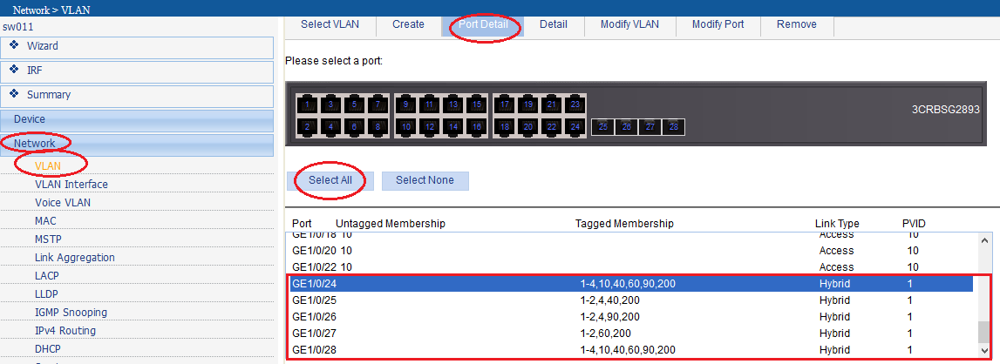 Network > VLAN
sw011
Wizard
IRF
Summary
Device
Network
VLAN
VLAN Interface
Voice VLAN
MAC
MSTP
Link Aggregation
LACP
LLDP
IGMP Snooping
IPv4 Routing
DHCP
Select VLAN Create Port Detail Detail Modify VLAN Modify Port Remove
Please select a port:
1 3 5 7 9 11 13 15 17 19 21 23
2 4 6 8 10 12 14 16 18 20 22 24 25 26 27 28
3CRBSG2893
Select All Select None
Port Untagged Membership Tagged Membership Link Type PVID
GE1/0/18 10 Access 10
GE1/0/20 10 Access 10
GE1/0/22 10 Access 10
GE1/0/24 1-4,10,40,60,90,200 Hybrid 1
GE1/0/25 1-2,4,40,200 Hybrid 1
GE1/0/26 1-2,4,90,200 Hybrid 1
GE1/0/27 1-2,60,200 Hybrid 1
GE1/0/28 1-4,10,40,60,90,200 Hybrid 1